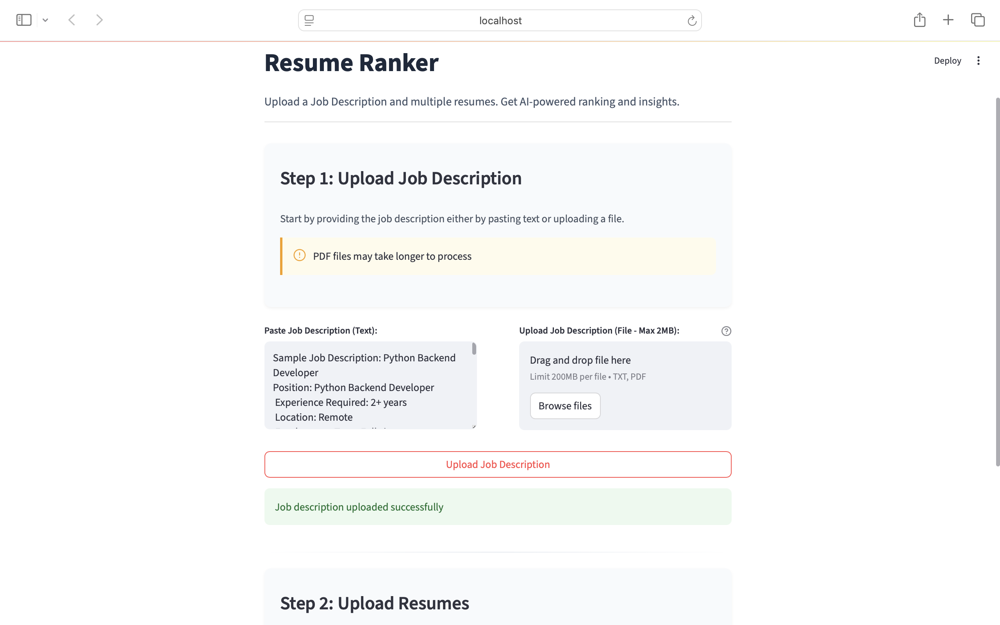 localhost
Resume Ranker
Deploy
Upload a Job Description and multiple resumes. Get AI-powered ranking and insights.
Step 1: Upload Job Description
Start by providing the job description either by pasting text or uploading a file.
PDF files may take longer to process
Paste Job Description (Text):
Sample Job Description: Python Backend
Developer
Position: Python Backend Developer
Experience Required: 2+ years
Location: Remote
Upload Job Description (File - Max 2MB):
Drag and drop file here
Limit 200MB per file • TXT, PDF
Browse files
Upload Job Description
Job description uploaded successfully
Step 2: Upload Resumes